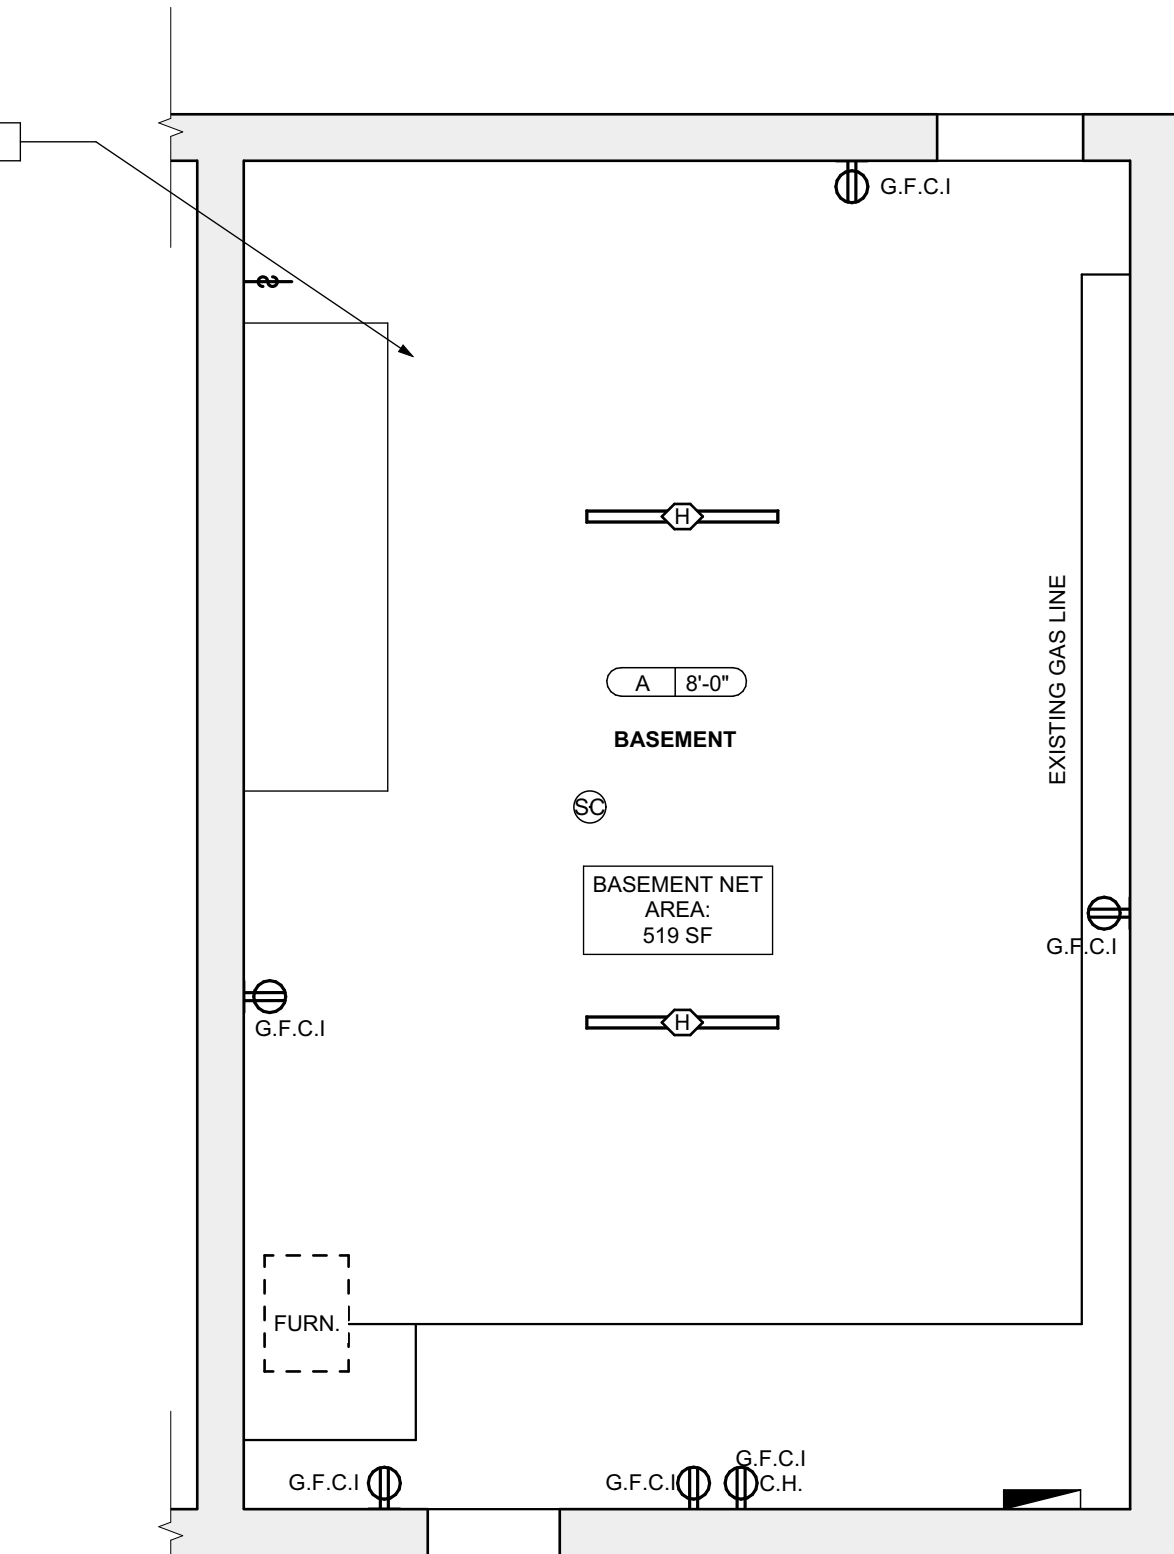 G.F.C.I
H
EXISTING GAS LINE
A 8'-0"
BASEMENT
SC
BASEMENT NET
AREA:
519 SF
G.F.C.I
G.F.C.I
H
FURN.
G.F.C.I
G.F.C.I
G.F.C.I
C.H.